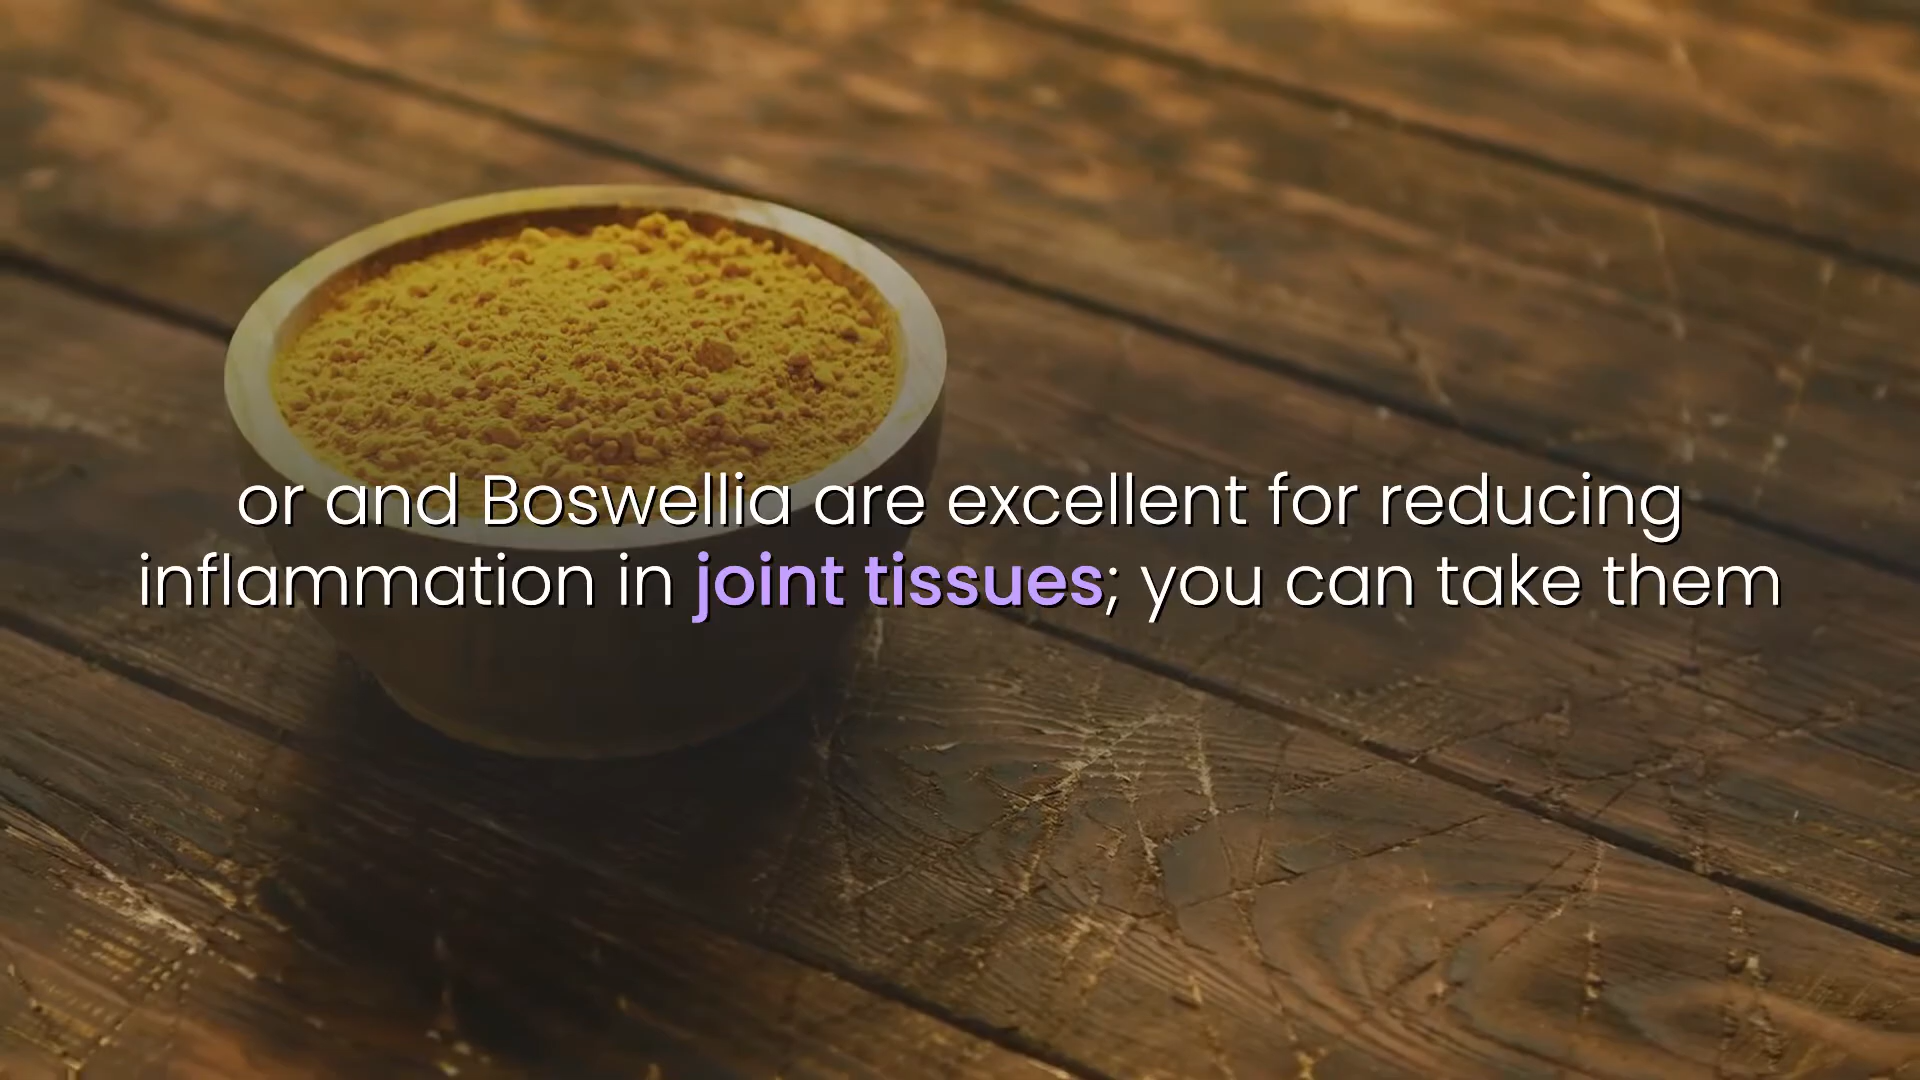 or and Boswellia are excellent for reducing
inflammation in joint tissues; you can take them